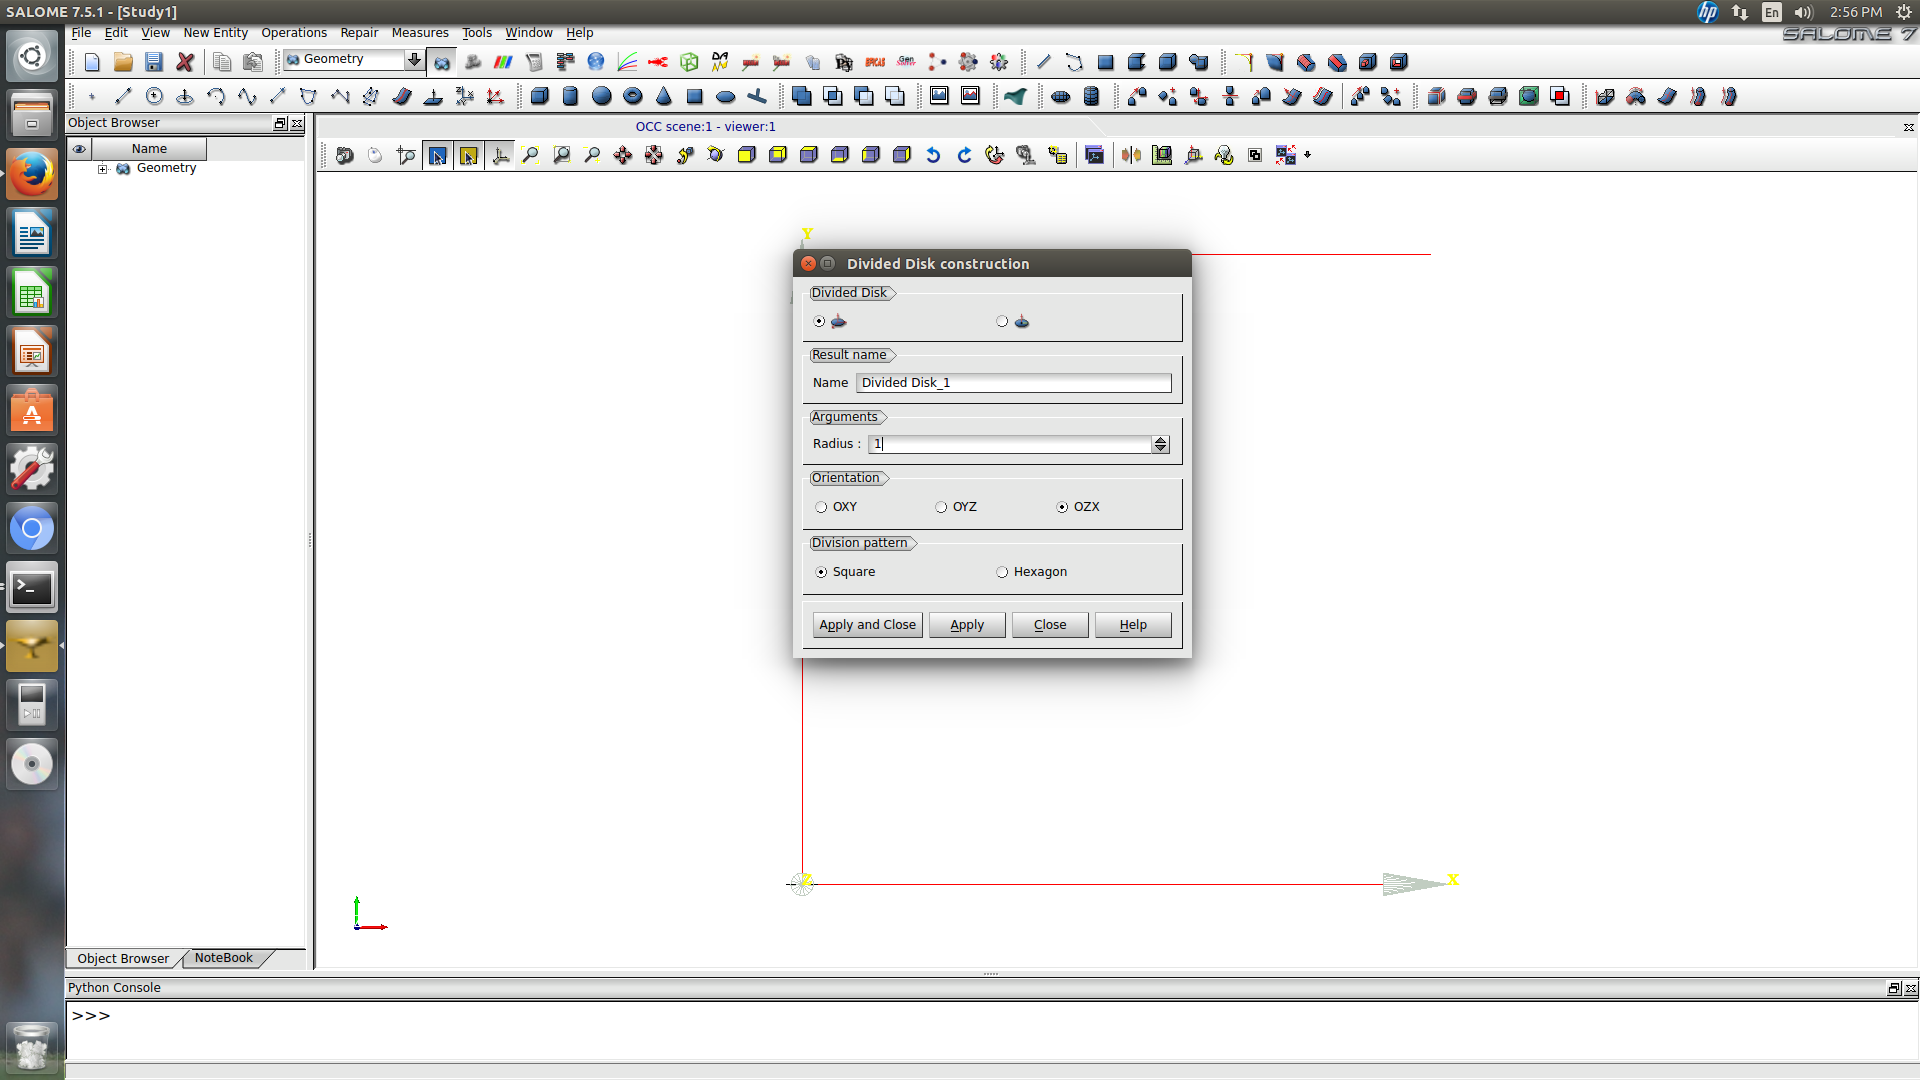 SALOME 7.5.1 - [Study1]
En
2:56 PM
File Edit View New Entity Operations Repair Measures Tools Window Help
SALOME 7
Geometry
Object Browser
OCC scene:1 - viewer:1
Name
Geometry
Y
Divided Disk construction
Divided Disk
Result name
Name Divided Disk_1
Arguments
Radius : 1
Orientation
OXY OYZ OZX
Division pattern
Square Hexagon
Apply and Close Apply Close Help
Z
X
Object Browser NoteBook
Python Console
>>>